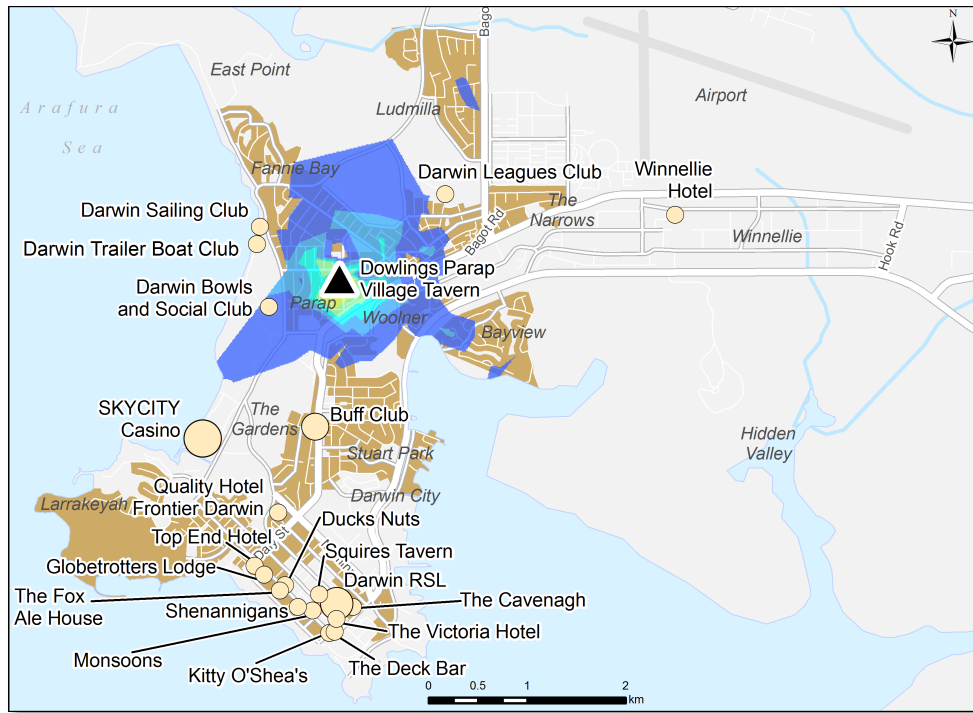 N
Bagot
East Point
Airport
Arafura
Sea
Ludmilla
Fannie Bay
Darwin Leagues Club
Winnellie
Hotel
The
Narrows
Darwin Sailing Club
Bagot Rd
Winnellie
Hook Rd
Darwin Trailer Boat Club
Dowlings Parap
Village Tavern
Darwin Bowls
and Social Club
Parap
Woolner
Bayview
SKYCITY
Casino
The
Gardens
Buff Club
Hidden
Valley
Stuart Park
Quality Hotel
Frontier Darwin
Darwin City
Larrakeyah
Ducks Nuts
Top End Hotel
Daly St
Squires Tavern
Globetrotters Lodge
Darwin RSL
The Fox
Ale House
Shenannigans
The Cavenagh
The Victoria Hotel
Monsoons
Kitty O'Shea's
The Deck Bar
0 0.5 1 2
km